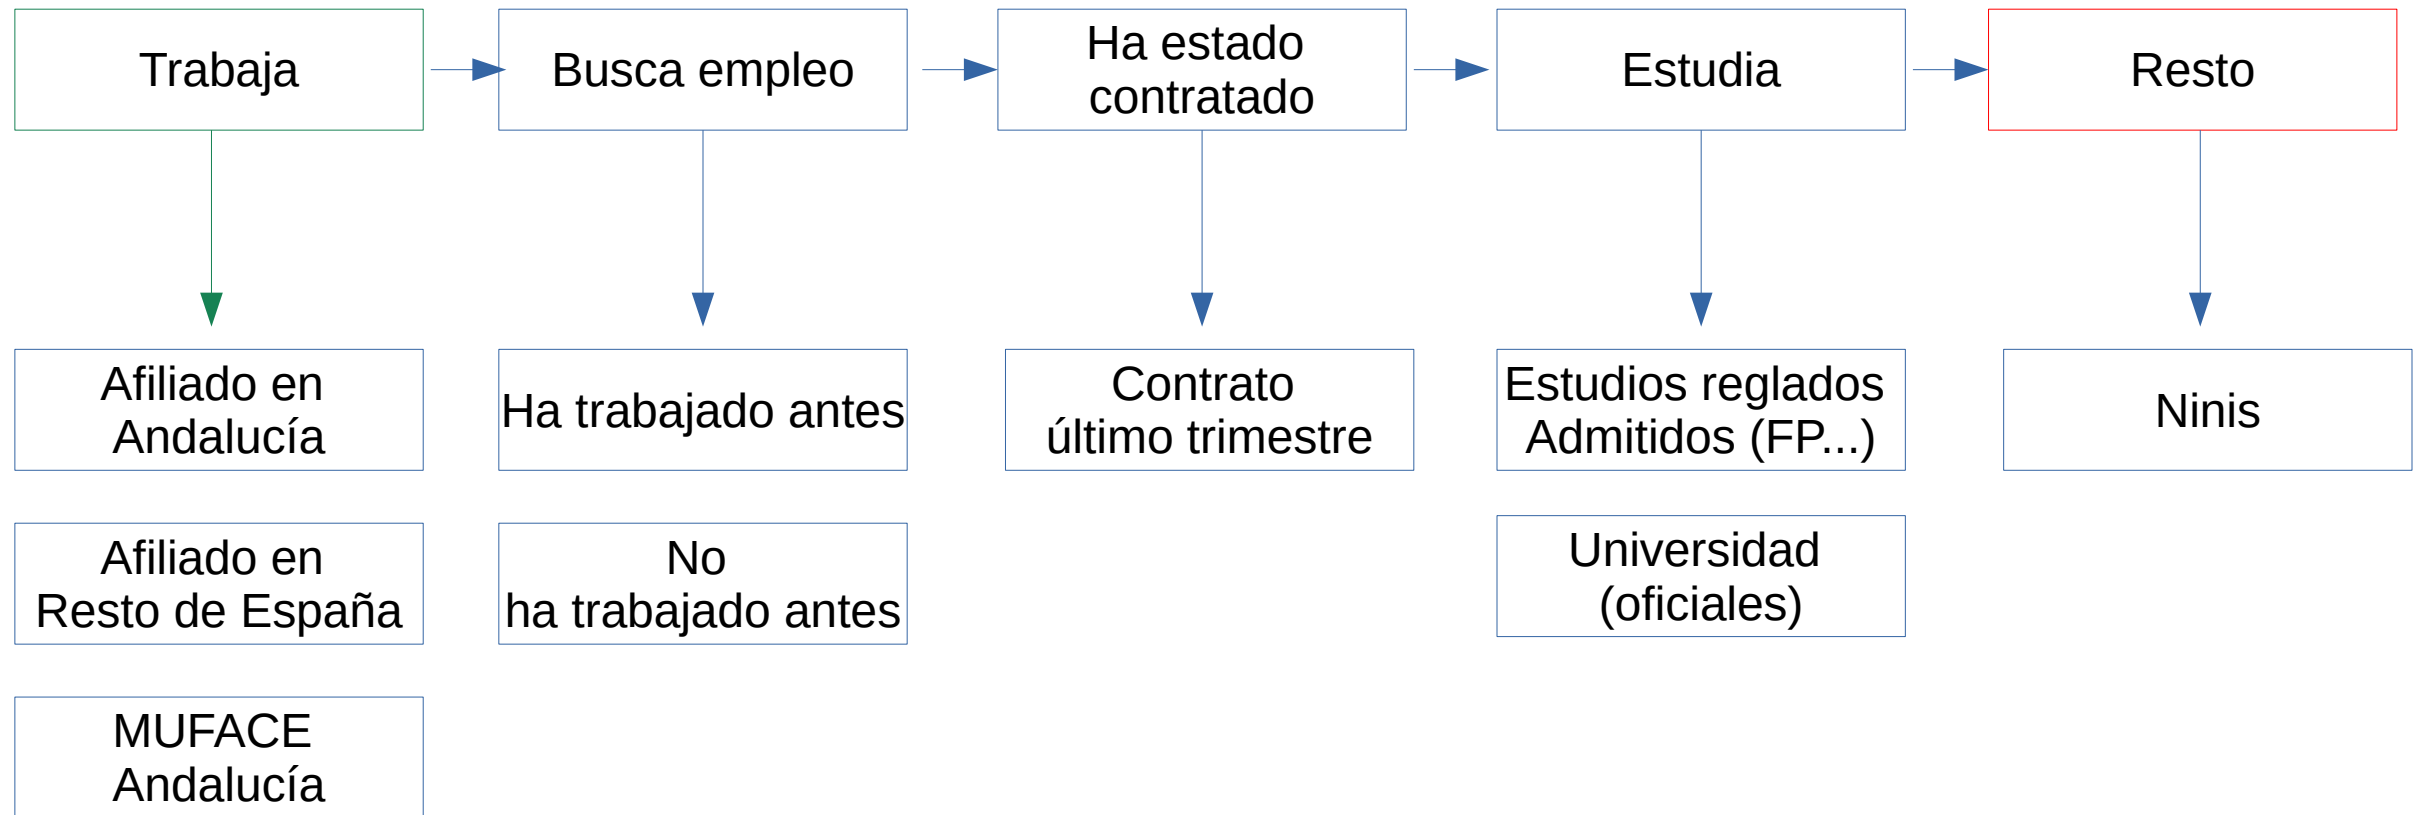 Trabaja
Busca empleo
Ha estado
contratado
Estudia
Resto
Afiliado en
Andalucía
Ha trabajado antes
Contrato
último trimestre
Estudios reglados
Admitidos (FP...)
Ninis
Afiliado en
Resto de España
No
ha trabajado antes
Universidad
(oficiales)
MUFACE
Andalucía